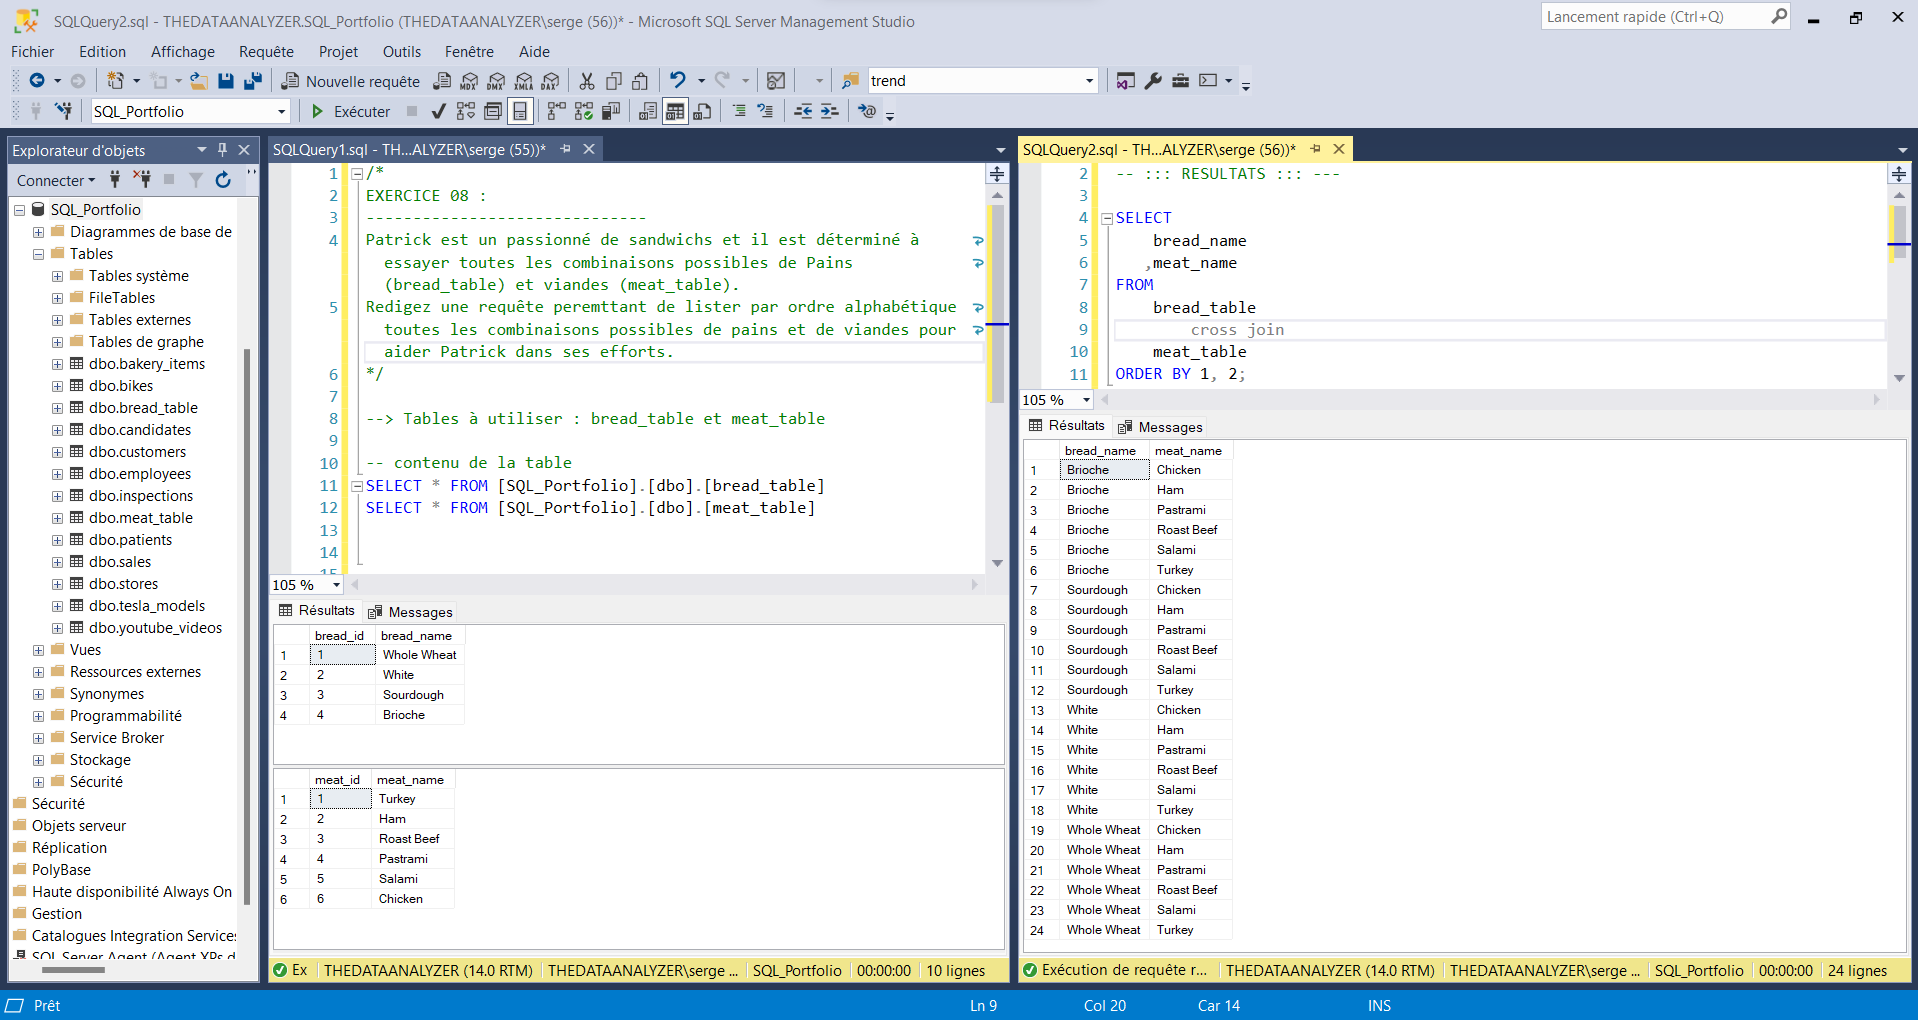 SQLQuery2.sql - THEDATAANALYZER.SQL_Portfolio (THEDATAANALYZER\serge (56))* - Microsoft SQL Server Management Studio
Lancement rapide (Ctrl+Q)
Fichier Edition Affichage Requête Projet Outils Fenêtre Aide
Nouvelle requête MDX DMX XMLA DAX trend
SQL_Portfolio Exécuter
Explorateur d'objets
Connecter
SQL_Portfolio
Diagrammes de base de
Tables
Tables système
FileTables
Tables externes
Tables de graphe
dbo.bakery_items
dbo.bikes
dbo.bread_table
dbo.candidates
dbo.customers
dbo.employees
dbo.inspections
dbo.meat_table
dbo.patients
dbo.sales
dbo.stores
dbo.tesla_models
dbo.youtube_videos
Vues
Ressources externes
Synonymes
Programmabilité
Service Broker
Stockage
Sécurité
Sécurité
Objets serveur
Réplication
PolyBase
Haute disponibilité Always On
Gestion
Catalogues Integration Services
SQL Server Agent (Agent XPs d
SQLQuery1.sql - TH...ALYZER\serge (55))*
1 /*
2 EXERCICE 08 :
3 ------------------------------
4 Patrick est un passionné de sandwichs et il est déterminé à
essayer toutes les combinaisons possibles de Pains
(bread_table) et viandes (meat_table).
5 Redigez une requête peremttant de lister par ordre alphabétique
toutes les combinaisons possibles de pains et de viandes pour
aider Patrick dans ses efforts.
6 */
7
8 --> Tables à utiliser : bread_table et meat_table
9
10 -- contenu de la table
11 SELECT * FROM [SQL_Portfolio].[dbo].[bread_table]
12 SELECT * FROM [SQL_Portfolio].[dbo].[meat_table]
13
14
15
105 %
Résultats Messages
bread_id bread_name
1 1 Whole Wheat
2 2 White
3 3 Sourdough
4 4 Brioche
meat_id meat_name
1 1 Turkey
2 2 Ham
3 3 Roast Beef
4 4 Pastrami
5 5 Salami
6 6 Chicken
Ex THEDATAANALYZER (14.0 RTM) THEDATAANALYZER\serge ... SQL_Portfolio 00:00:00 10 lignes
SQLQuery2.sql - TH...ALYZER\serge (56))*
2 -- ::: RESULTATS ::: ---
3
4 SELECT
5 bread_name
6 ,meat_name
7 FROM
8 bread_table
9 cross join
10 meat_table
11 ORDER BY 1, 2;
105 %
Résultats Messages
bread_name meat_name
1 Brioche Chicken
2 Brioche Ham
3 Brioche Pastrami
4 Brioche Roast Beef
5 Brioche Salami
6 Brioche Turkey
7 Sourdough Chicken
8 Sourdough Ham
9 Sourdough Pastrami
10 Sourdough Roast Beef
11 Sourdough Salami
12 Sourdough Turkey
13 White Chicken
14 White Ham
15 White Pastrami
16 White Roast Beef
17 White Salami
18 White Turkey
19 Whole Wheat Chicken
20 Whole Wheat Ham
21 Whole Wheat Pastrami
22 Whole Wheat Roast Beef
23 Whole Wheat Salami
24 Whole Wheat Turkey
Exécution de requête r... THEDATAANALYZER (14.0 RTM) THEDATAANALYZER\serge ... SQL_Portfolio 00:00:00 24 lignes
Prêt Ln 9 Col 20 Car 14 INS